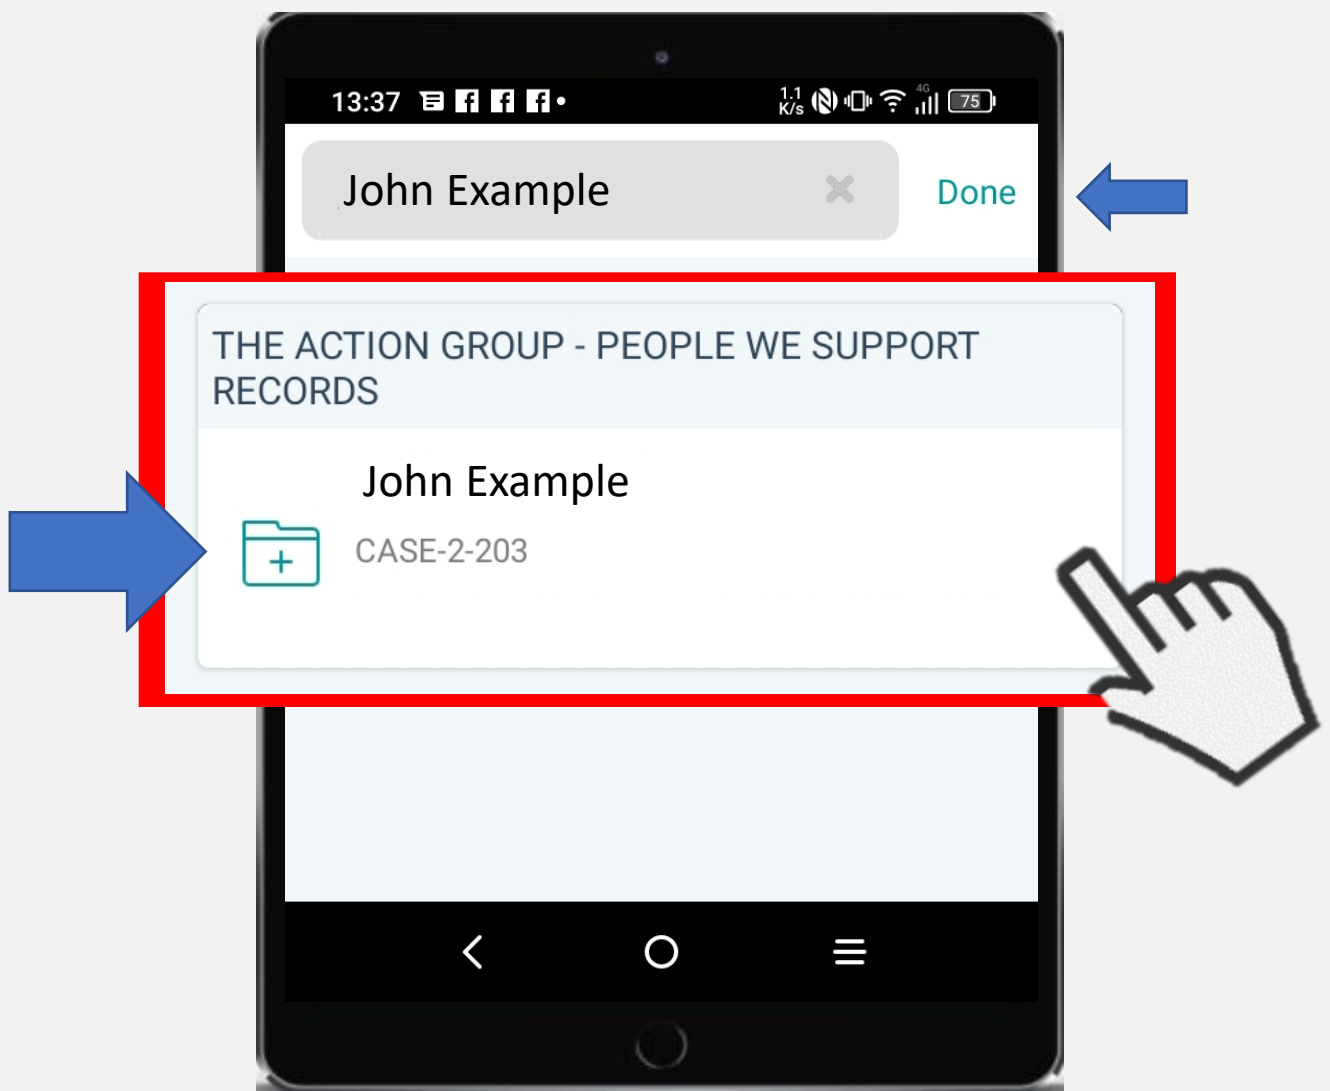 13:37
1.1 K/s 4G 75
John Example
Done
THE ACTION GROUP - PEOPLE WE SUPPORT
RECORDS
John Example
CASE-2-203